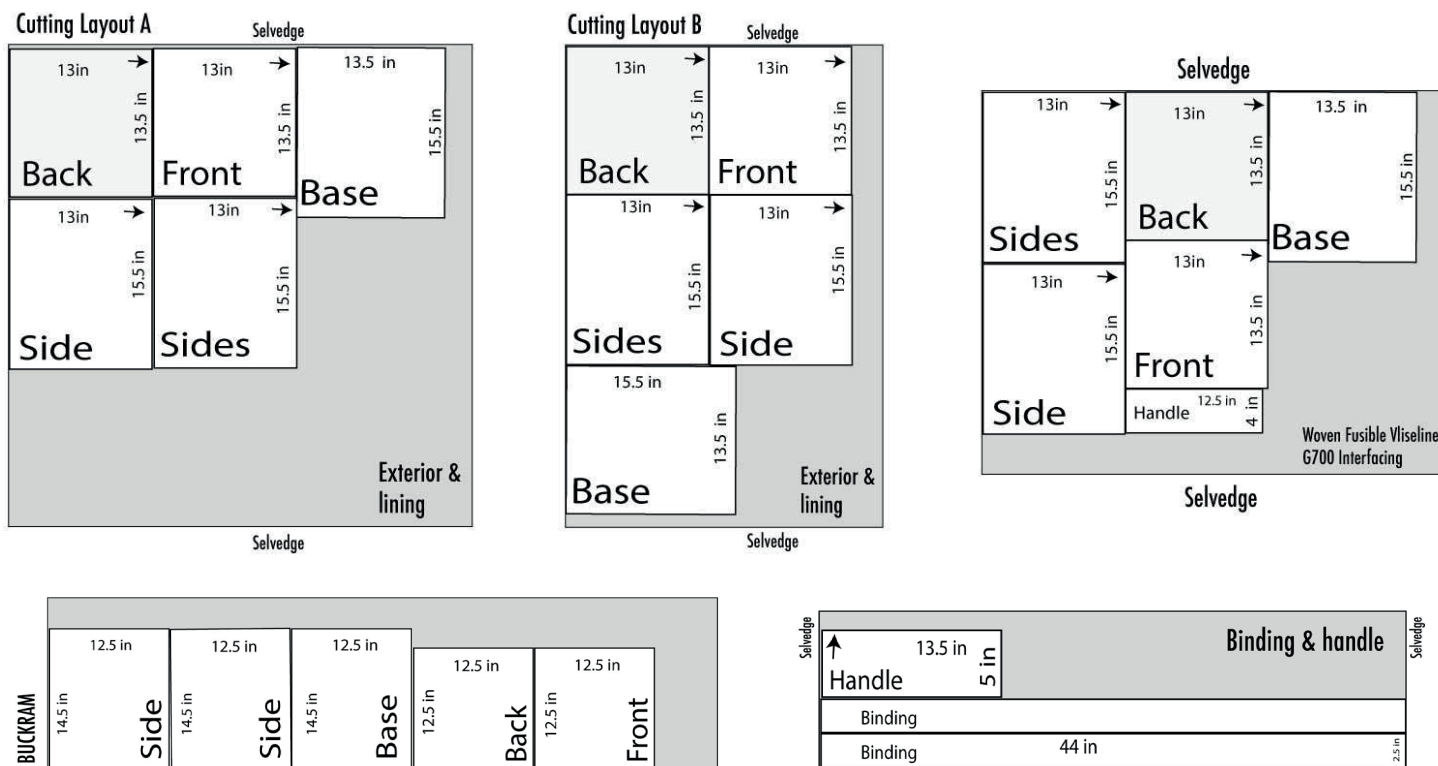 Cutting Layout A
Selvedge
13in
13.5 in
Back
13in
13.5 in
Front
13.5 in
15.5 in
Base
13in
15.5 in
Side
13in
15.5 in
Sides
Exterior &
lining
Selvedge
Cutting Layout B
Selvedge
13in
13.5 in
Back
13in
13.5 in
Front
13in
15.5 in
Sides
13in
15.5 in
Side
15.5 in
13.5 in
Base
Exterior &
lining
Selvedge
Selvedge
13in
15.5 in
Sides
13in
13.5 in
Back
13.5 in
15.5 in
Base
13in
15.5 in
Side
13in
13.5 in
Front
Handle
12.5 in
4 in
Woven Fusible Vliseline
G700 Interfacing
Selvedge
BUCKRAM
12.5 in
14.5 in
Side
12.5 in
14.5 in
Side
12.5 in
14.5 in
Base
12.5 in
12.5 in
Back
12.5 in
12.5 in
Front
Selvedge
13.5 in
5 in
Handle
Binding & handle
Selvedge
Binding
Binding
44 in
2.5 in